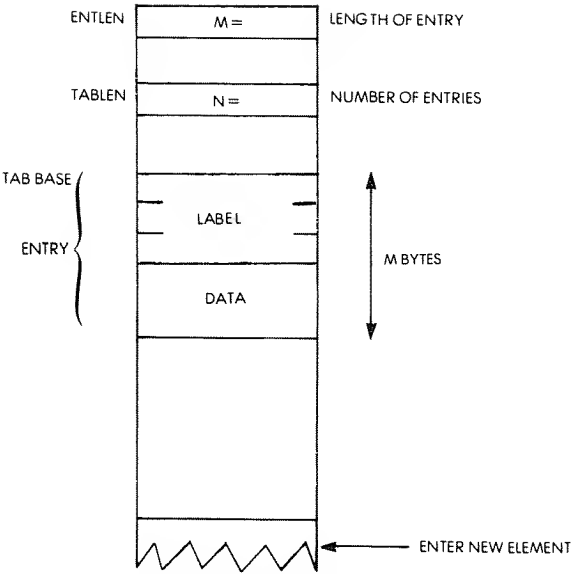 ENTLEN M = LENGTH OF ENTRY
TABLEN N = NUMBER OF ENTRIES
TAB BASE
LABEL
ENTRY
M BYTES
DATA
ENTER NEW ELEMENT